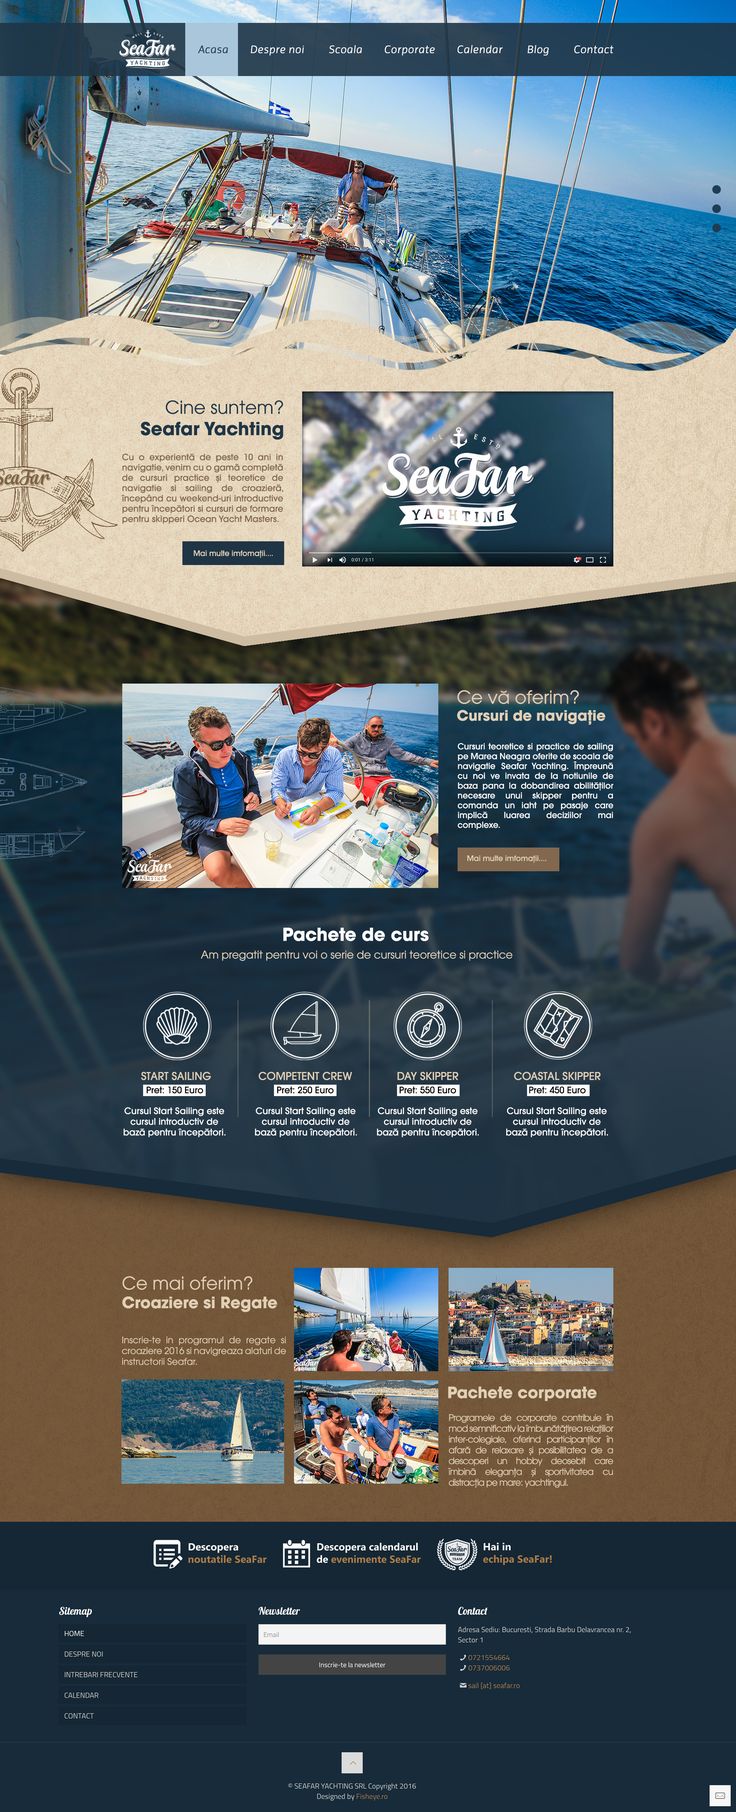 SeaFar
YACHTING
Acasa
Despre noi
Scoala
Corporate
Calendar
Blog
Contact
Cine suntem?
Seafar Yachting
Cu o experientă de peste 10 ani in
navigatie, venim cu o gamă completă
de cursuri practice și teoretice de
navigatie si sailing de croazieră,
începând cu weekend-uri introductive
pentru începători si cursuri de formare
pentru skipperi Ocean Yacht Masters.
Mai multe imfomații....
SeaFar
ESTD
SeaFar
YACHTING
0:01 / 3:11
Ce vă oferim?
Cursuri de navigație
Cursuri teoretice si practice de sailing
pe Marea Neagra oferite de scoala de
navigatie Seafar Yachting. Împreună
cu noi ve invata de la notiunile de
baza pana la dobandirea abilităților
necesare unui skipper pentru a
comanda un iaht pe pasaje care
implică luarea deciziilor mai
complexe.
Mai multe imfomații....
SeaFar
YACHTING
Pachete de curs
Am pregatit pentru voi o serie de cursuri teoretice si practice
START SAILING
Pret: 150 Euro
Cursul Start Sailing este
cursul introductiv de
bază pentru începători.
COMPETENT CREW
Pret: 250 Euro
Cursul Start Sailing este
cursul introductiv de
bază pentru începători.
DAY SKIPPER
Pret: 550 Euro
Cursul Start Sailing este
cursul introductiv de
bază pentru începători.
COASTAL SKIPPER
Pret: 450 Euro
Cursul Start Sailing este
cursul introductiv de
bază pentru începători.
Ce mai oferim?
Croaziere si Regate
Inscrie-te in programul de regate si
croaziere 2016 si navigreaza alaturi de
instructorii Seafar.
SeaFar
Pachete corporate
Programele de corporate contribuie în
mod semnificativ la îmbunătățirea relațiilor
inter-colegiale, oferind participanților în
afară de relaxare și posibilitatea de a
descoperi un hobby deosebit care
îmbină eleganța și sportivitatea cu
distracția pe mare: yachtingul.
Descopera
noutatile SeaFar
Descopera calendarul
de evenimente SeaFar
SeaFar
TEAM
Hai in
echipa SeaFar!
Sitemap
HOME
DESPRE NOI
INTREBARI FRECVENTE
CALENDAR
CONTACT
Newsletter
Email
Inscrie-te la newsletter
Contact
Adresa Sediu: Bucuresti, Strada Barbu Delavrancea nr. 2,
Sector 1
0721554664
0737006006
sail [at] seafar.ro
© SEAFAR YACHTING SRL Copyright 2016
Designed by Fisheye.ro